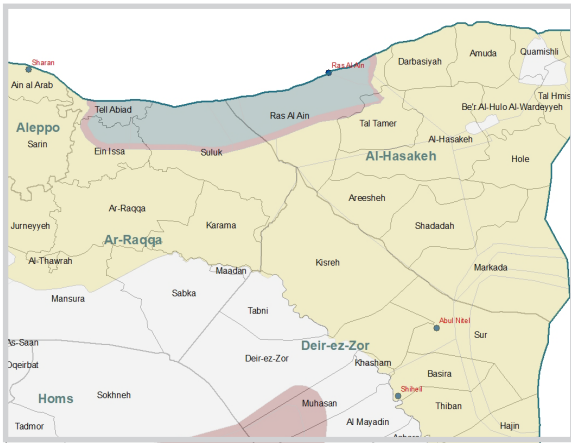 Sharan
Ras Al Ain
Darbasiyah
Amuda
Quamishli
Ain al Arab
Tell Abiad
Ras Al Ain
Tal Hmis
Be'r Al-Hulo Al-Wardeyyeh
Aleppo
Sarin
Tal Tamer
Al-Hasakeh
Ein Issa
Suluk
Al-Hasakeh
Hole
Areesheh
Ar-Raqqa
Jurneyyeh
Karama
Shadadah
Ar-Raqqa
Al-Thawrah
Kisreh
Markada
Maadan
Mansura
Sabka
Tabni
Abul Nitel
Sur
As-Saan
Deir-ez-Zor
Deir-ez-Zor
Khasham
Oqeirbat
Basira
Sohkneh
Shiheil
Homs
Muhasan
Thiban
Tadmor
Al Mayadin
Hajin